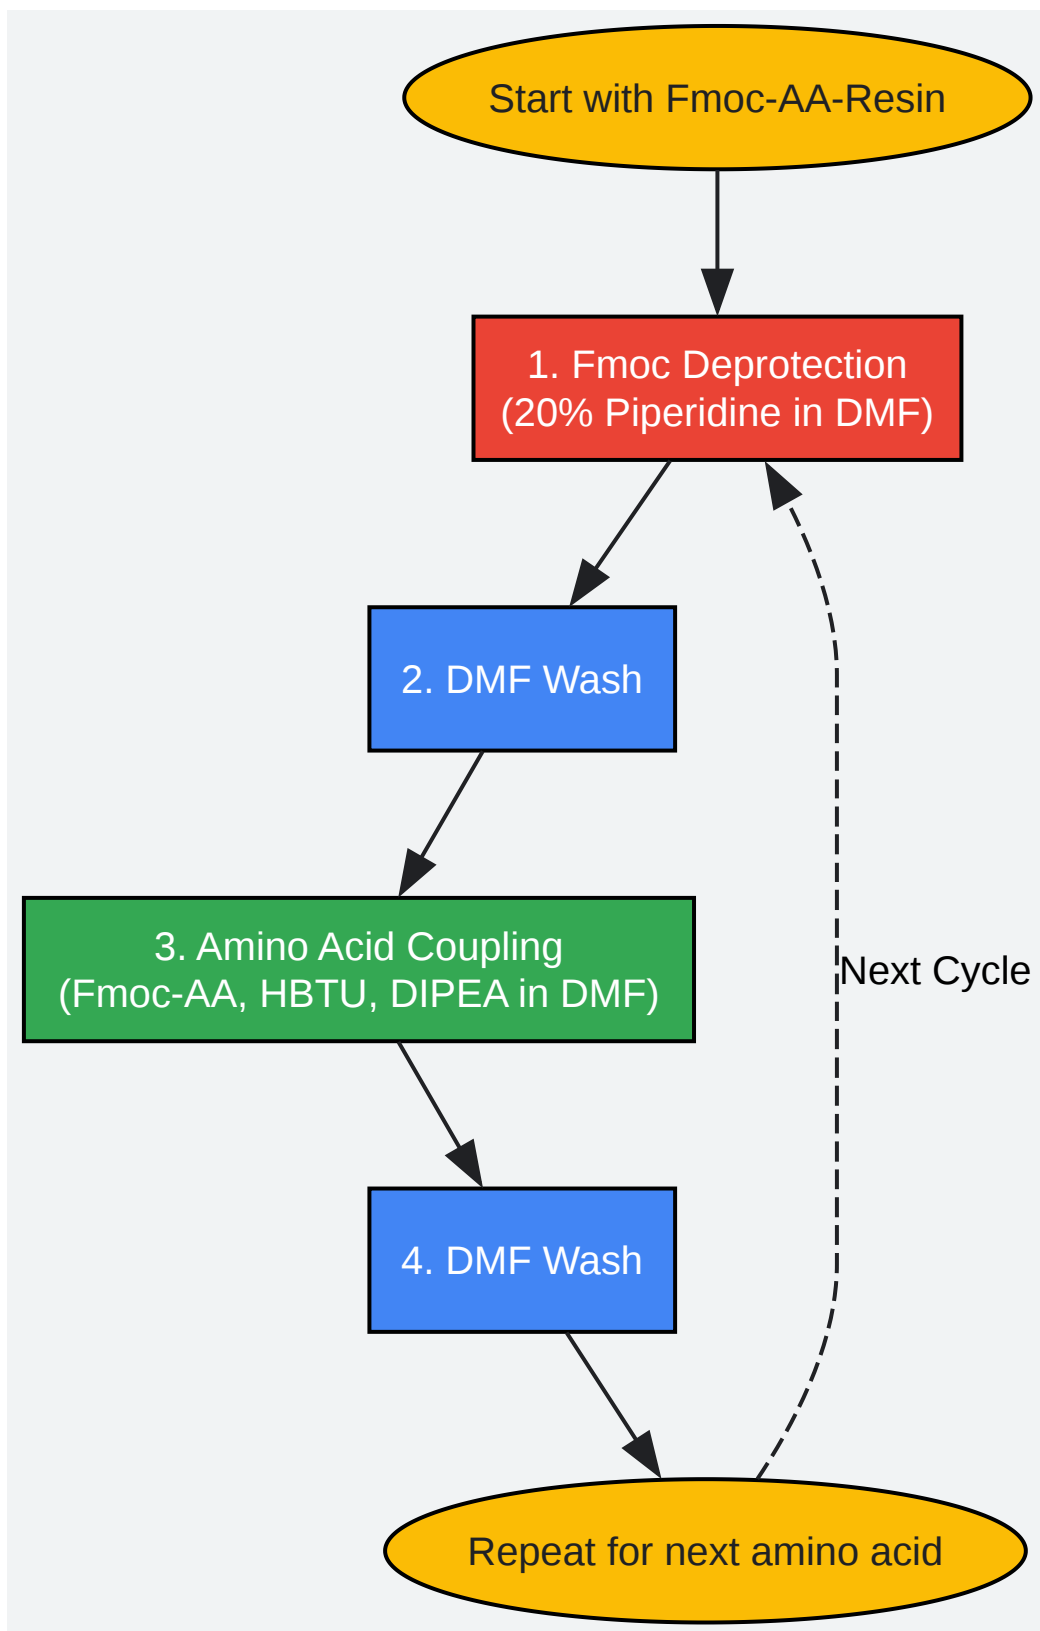 Start with Fmoc-AA-Resin
1. Fmoc Deprotection
(20% Piperidine in DMF)
2. DMF Wash
3. Amino Acid Coupling
(Fmoc-AA, HBTU, DIPEA in DMF)
Next Cycle
4. DMF Wash
Repeat for next amino acid